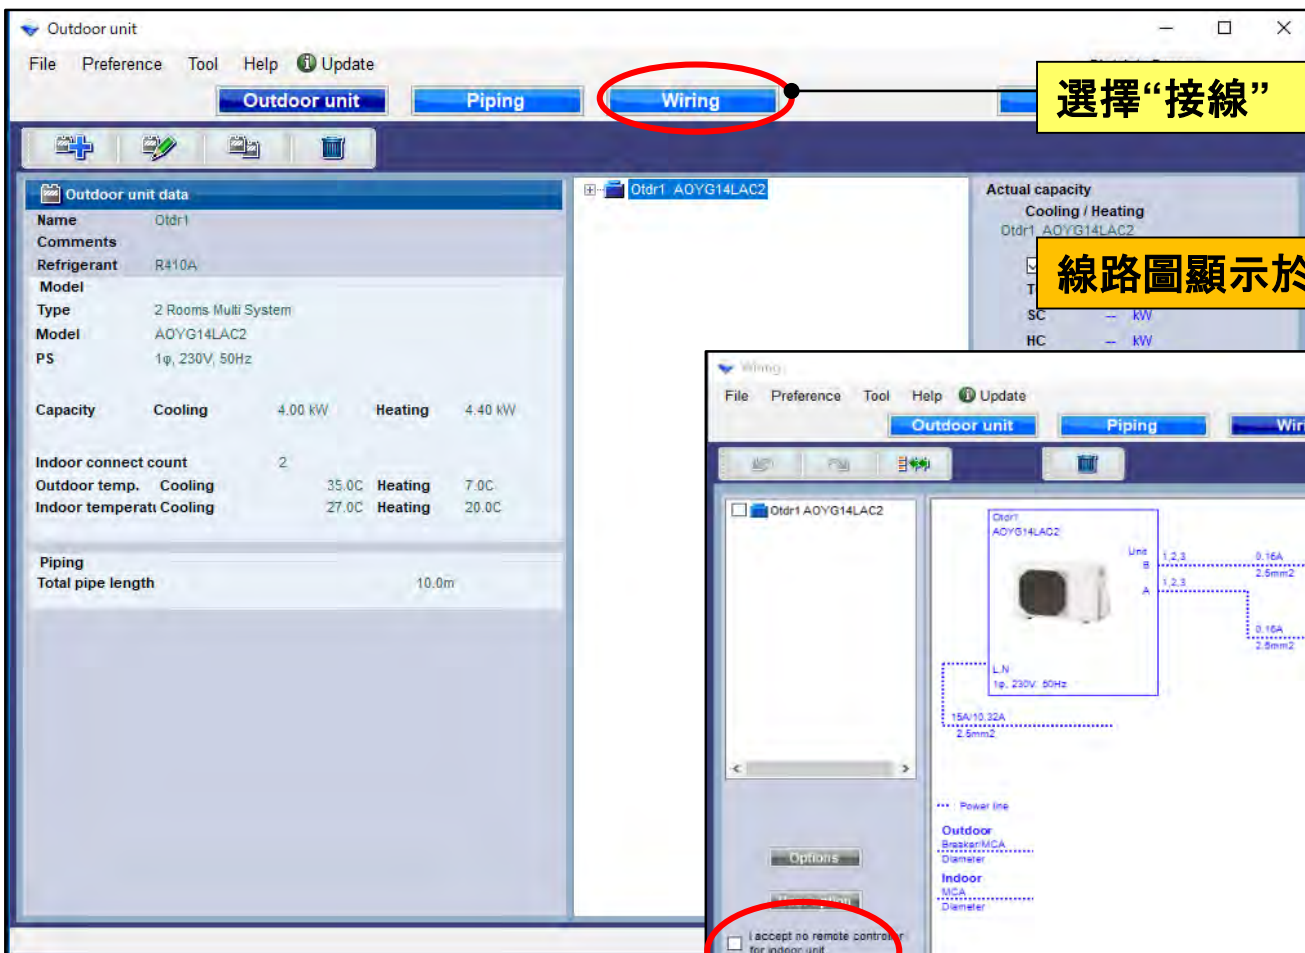 Outdoor unit
File Preference Tool Help Update
Outdoor unit Piping Wiring
選擇“接線”
Outdoor unit data
Name Otdr1
Comments
Refrigerant R410A
Model
Type 2 Rooms Multi System
Model AOYG14LAC2
PS 1φ, 230V, 50Hz
Capacity Cooling 4.00 kW Heating 4.40 kW
Indoor connect count 2
Outdoor temp. Cooling 35.0C Heating 7.0C
Indoor temperatu Cooling 27.0C Heating 20.0C
Piping
Total pipe length 10.0m
Otdr1 AOYG14LAC2
Actual capacity
Cooling / Heating
Otdr1 AOYG14LAC2
線路圖顯示於
SC -- kW
HC -- kW
Wiring
File Preference Tool Help Update
Outdoor unit Piping Wiri
Otdr1 AOYG14LAC2
Otdr1
AOYG14LAC2
Unit
B 1,2,3 0.16A
2.5mm2
A 1,2,3
0.16A
2.5mm2
L,N
1φ, 230V, 50Hz
15A/10.32A
2.5mm2
Power line
Outdoor
Breaker/MCA
Diameter
Indoor
MCA
Diameter
Options
I accept no remote controller
for indoor unit